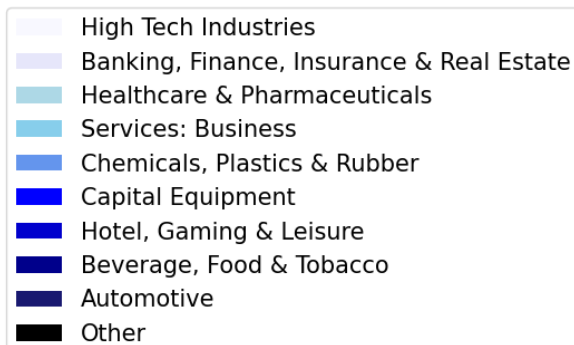 High Tech Industries
Banking, Finance, Insurance & Real Estate
Healthcare & Pharmaceuticals
Services: Business
Chemicals, Plastics & Rubber
Capital Equipment
Hotel, Gaming & Leisure
Beverage, Food & Tobacco
Automotive
Other